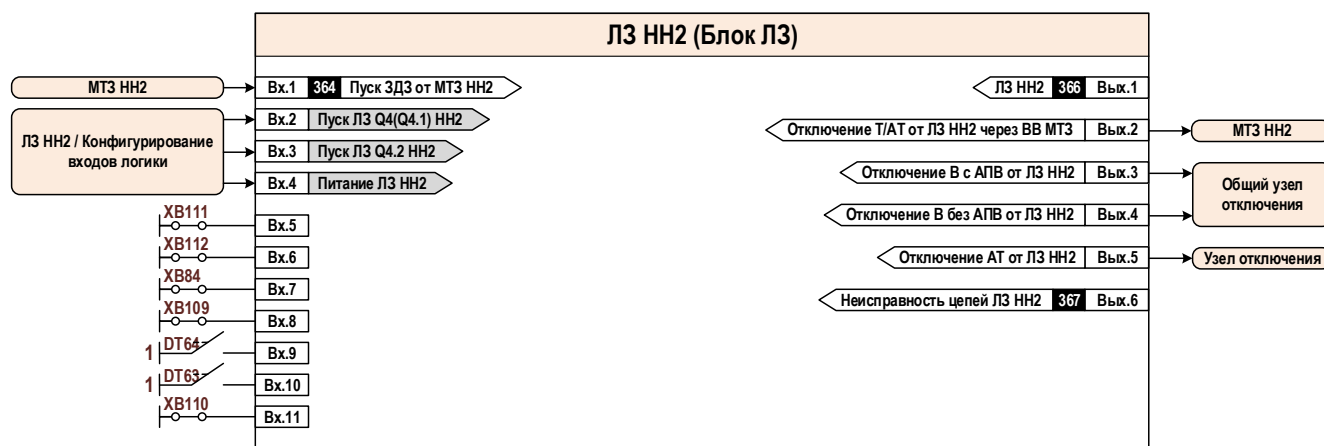 ЛЗ НН2 (Блок ЛЗ)
МТЗ НН2
Вх.1 364 Пуск ЗДЗ от МТЗ НН2
ЛЗ НН2 / Конфигурирование
входов логики
Вх.2 Пуск ЛЗ Q4(Q4.1) НН2
Вх.3 Пуск ЛЗ Q4.2 НН2
Вх.4 Питание ЛЗ НН2
XB111 Вх.5
XB112 Вх.6
XB84 Вх.7
XB109 Вх.8
1 DT64 Вх.9
1 DT63 Вх.10
XB110 Вх.11
ЛЗ НН2 366 Вых.1
Отключение Т/АТ от ЛЗ НН2 через ВВ МТЗ Вых.2
МТЗ НН2
Отключение В с АПВ от ЛЗ НН2 Вых.3
Общий узел
отключения
Отключение В без АПВ от ЛЗ НН2 Вых.4
Отключение АТ от ЛЗ НН2 Вых.5
Узел отключения
Неисправность цепей ЛЗ НН2 367 Вых.6